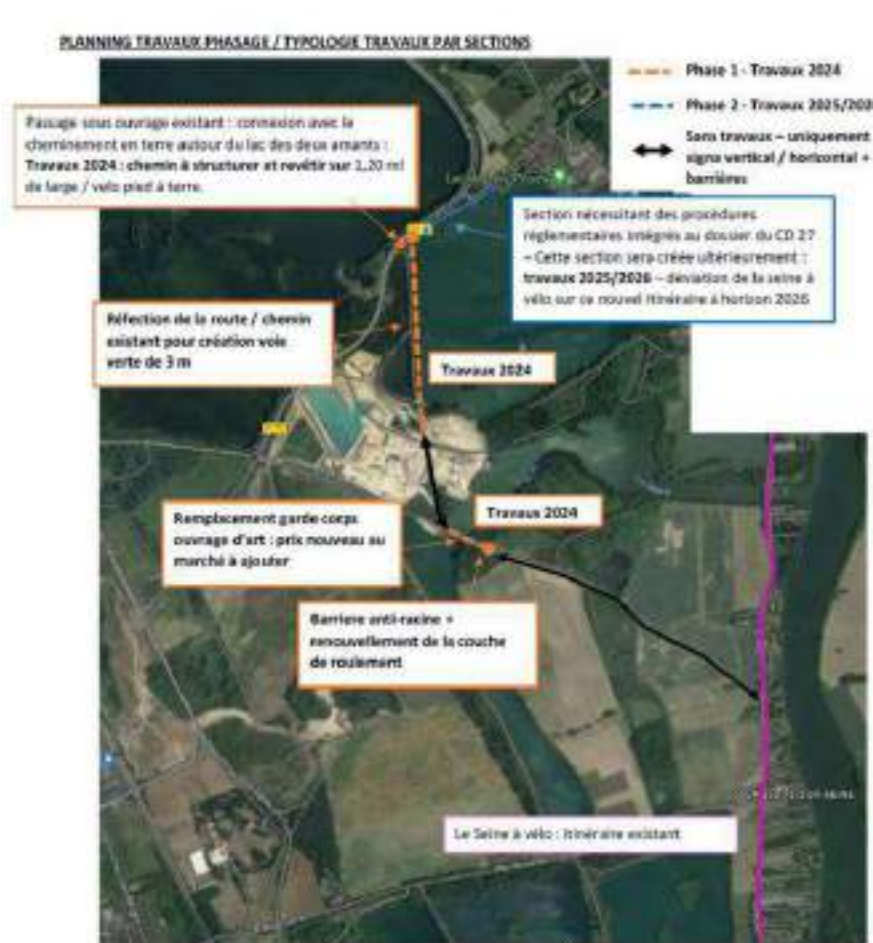 PLANNING TRAVAUX PHASAGE / TYPOLOGIE TRAVAUX PAR SECTIONS
Phase 1 - Travaux 2024
Phase 2 - Travaux 2025/202
Sans travaux – uniquement
signa vertical / horizontal +
barrières
Passage sous ouvrage existant : connexion avec le
cheminement en terre autour du lac des deux amants :
Travaux 2024 : chemin à structurer et revêtir sur 1,20 ml
de large / velo pied à terre.
Section nécessitant des procédures
réglementaires intégrés au dossier du CD 27
– Cette section sera créée ultérieurement :
travaux 2025/2026 – déviation de la seine à
vélo sur ce nouvel itinéraire à horizon 2026
Réfection de la route / chemin
existant pour création voie
verte de 3 m
Travaux 2024
Remplacement garde-corps
ouvrage d'art : prix nouveau au
marché à ajouter
Travaux 2024
Barriere anti-racine +
renouvellement de la couche
de roulement
Le Seine à vélo : itinéraire existant